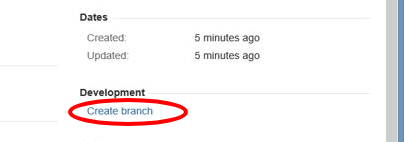 Dates
Created: 5 minutes ago
Updated: 5 minutes ago
Development
Create branch